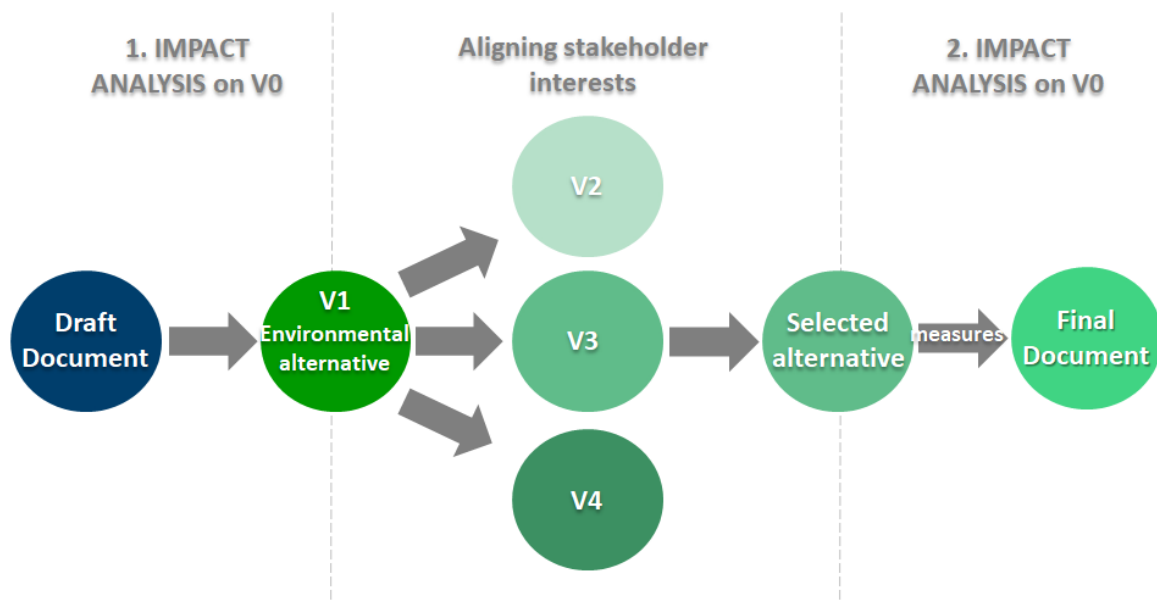 1. IMPACT
ANALYSIS on V0
Aligning stakeholder
interests
2. IMPACT
ANALYSIS on V0
Draft
Document
V1
Environmental
alternative
V2
V3
V4
Selected
alternative
measures
Final
Document